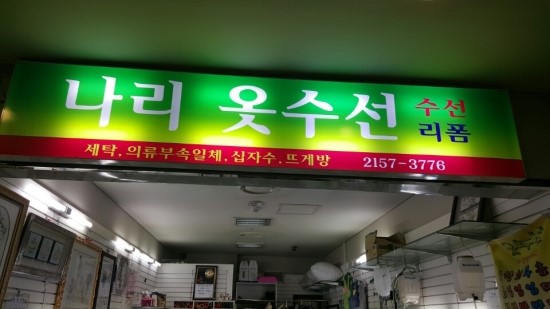 나리 옷수선 수선
리폼
세탁, 의류부속일체, 십자수, 뜨게방 2157-3776